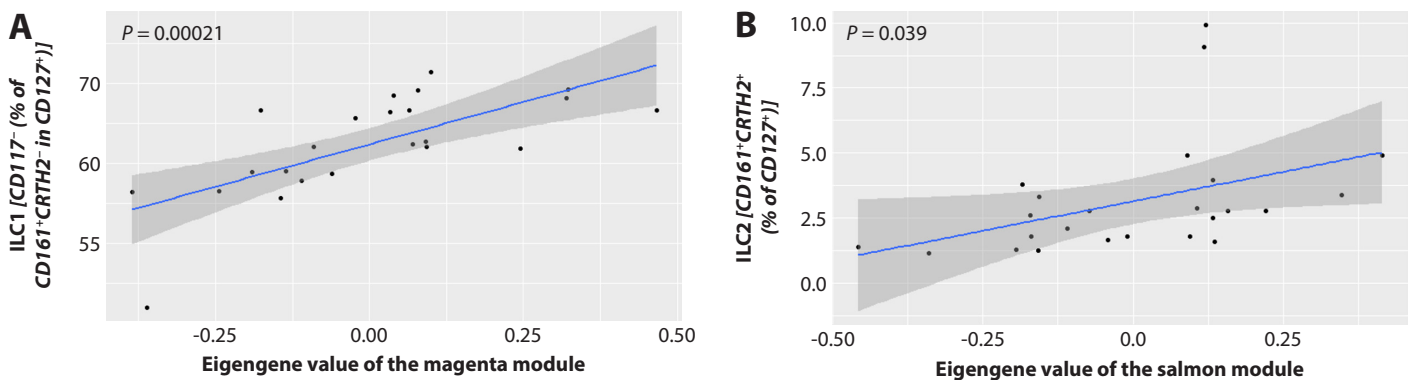 A
P = 0.00021
ILC1 [CD117⁻ (% of
CD161⁺CRTH2⁻ in CD127⁺)]
70
60
55
-0.25
0.00
0.25
0.50
Eigengene value of the magenta module
B
P = 0.039
ILC2 [CD161⁺CRTH2⁺
(% of CD127⁺)]
10.0
7.5
5.0
2.5
0.0
-0.50
-0.25
0.0
0.25
Eigengene value of the salmon module